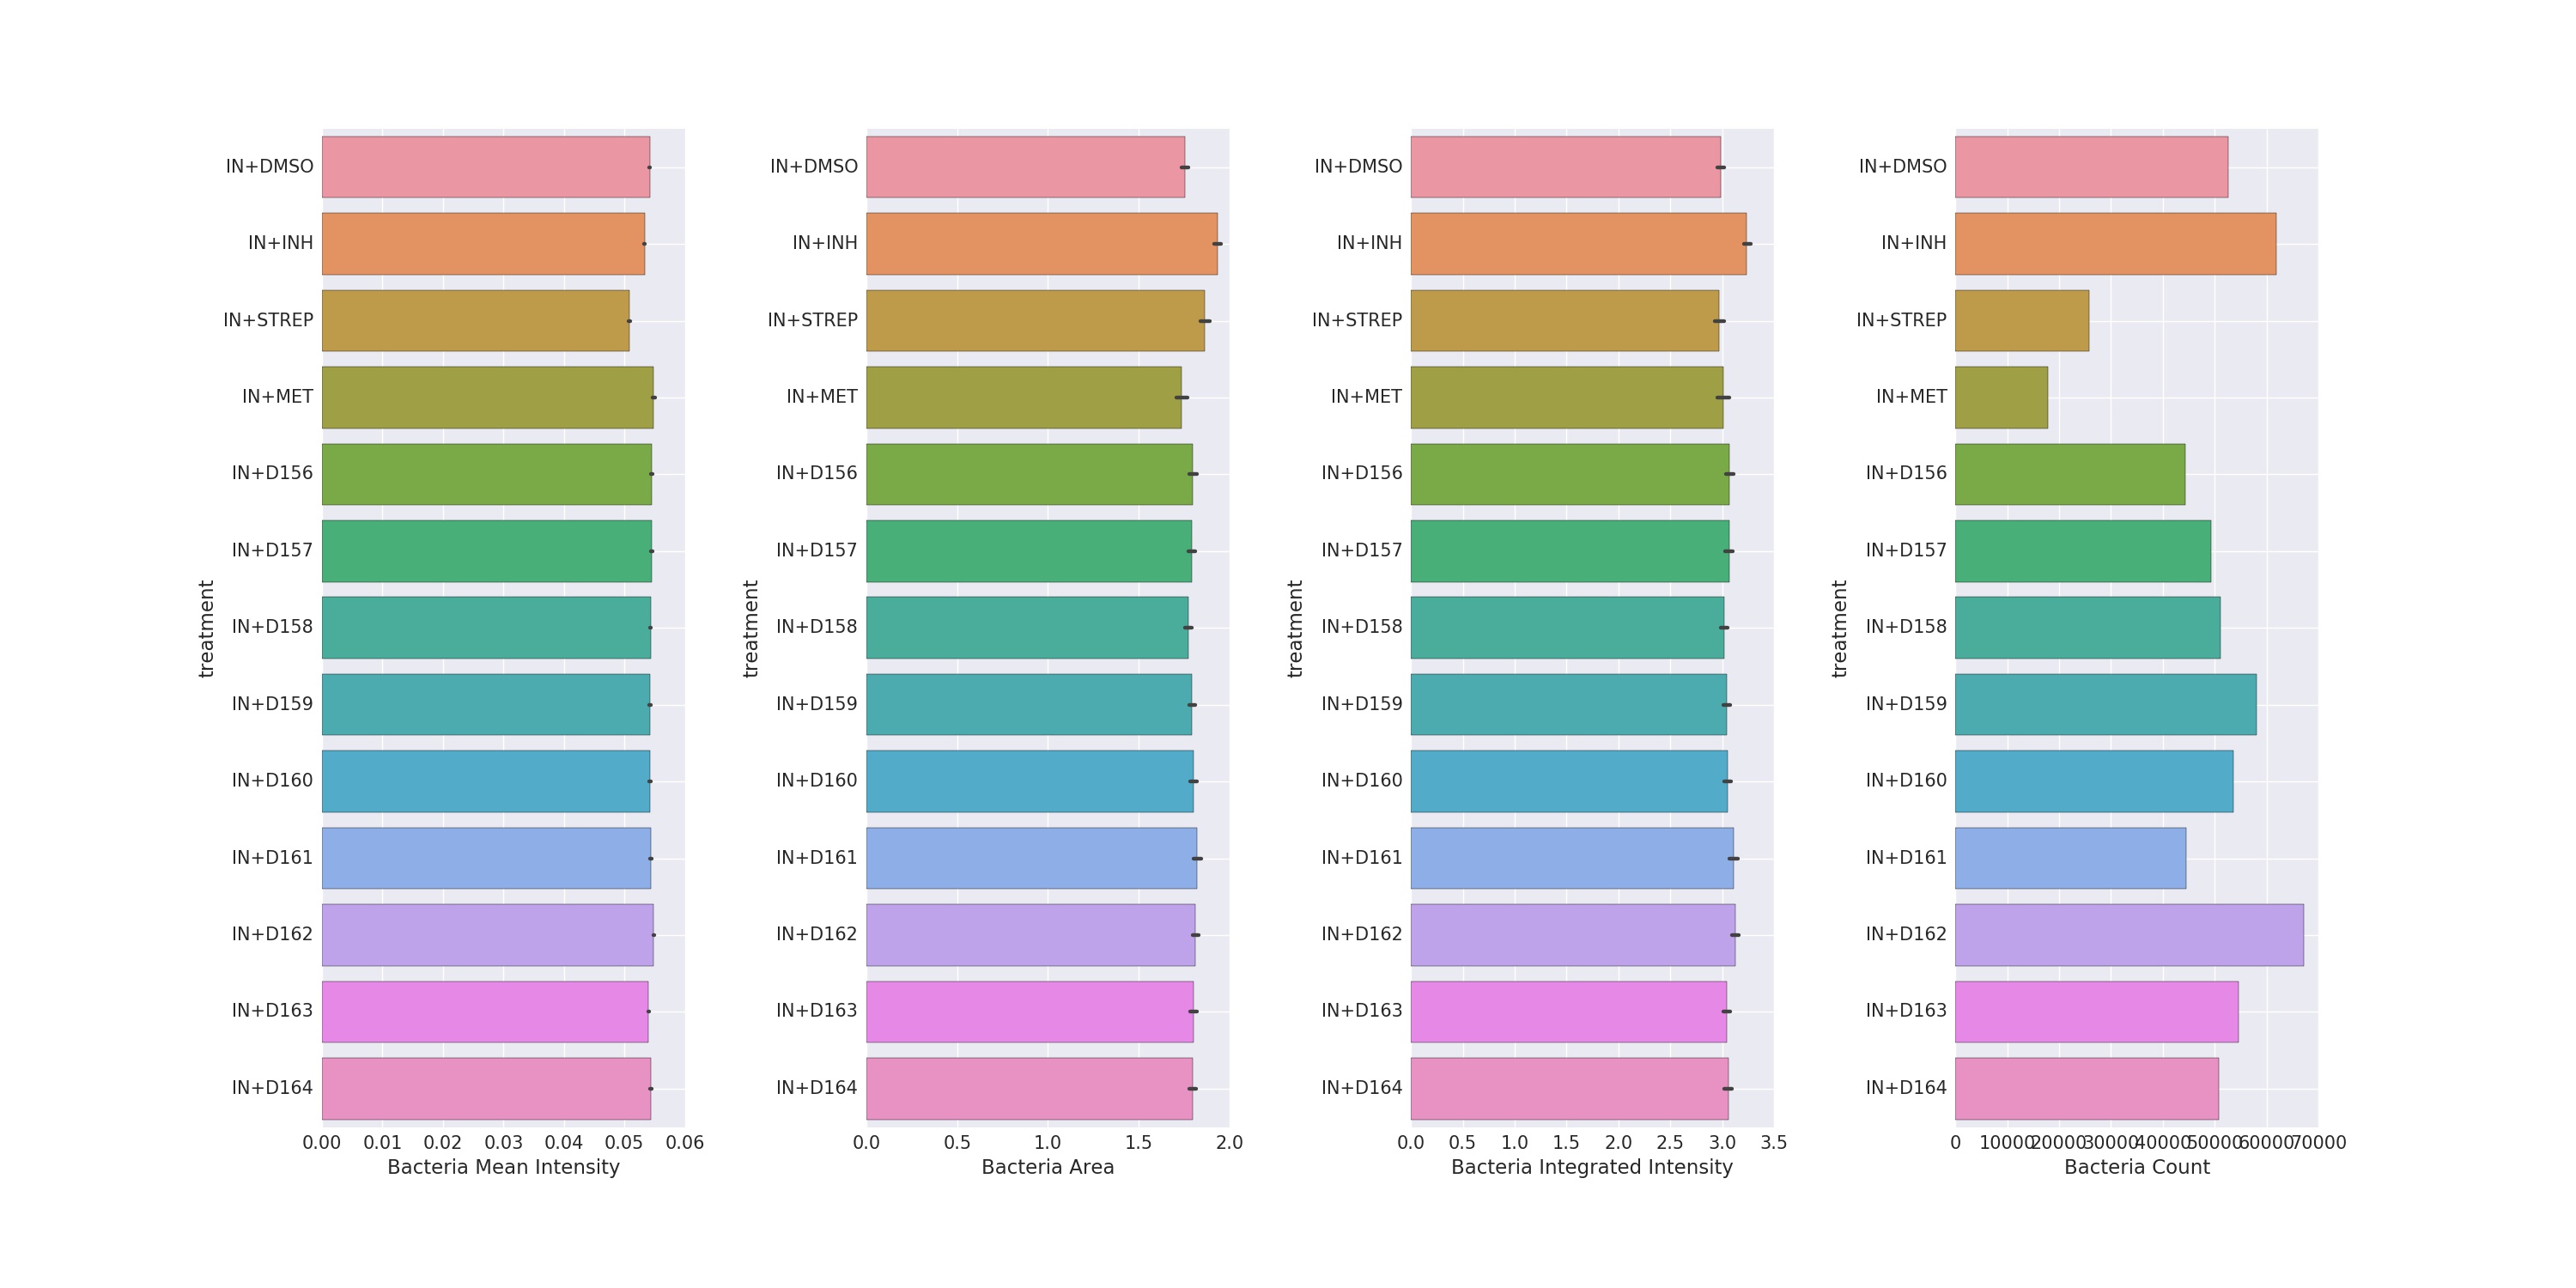 IN+DMSO
IN+INH
IN+STREP
IN+MET
IN+D156
IN+D157
IN+D158
IN+D159
IN+D160
IN+D161
IN+D162
IN+D163
IN+D164
treatment
0.00 0.01 0.02 0.03 0.04 0.05 0.06
Bacteria Mean Intensity
IN+DMSO
IN+INH
IN+STREP
IN+MET
IN+D156
IN+D157
IN+D158
IN+D159
IN+D160
IN+D161
IN+D162
IN+D163
IN+D164
treatment
0.0 0.5 1.0 1.5 2.0
Bacteria Area
IN+DMSO
IN+INH
IN+STREP
IN+MET
IN+D156
IN+D157
IN+D158
IN+D159
IN+D160
IN+D161
IN+D162
IN+D163
IN+D164
treatment
0.0 0.5 1.0 1.5 2.0 2.5 3.0 3.5
Bacteria Integrated Intensity
IN+DMSO
IN+INH
IN+STREP
IN+MET
IN+D156
IN+D157
IN+D158
IN+D159
IN+D160
IN+D161
IN+D162
IN+D163
IN+D164
treatment
0 10000 20000 30000 40000 50000 60000 70000
Bacteria Count